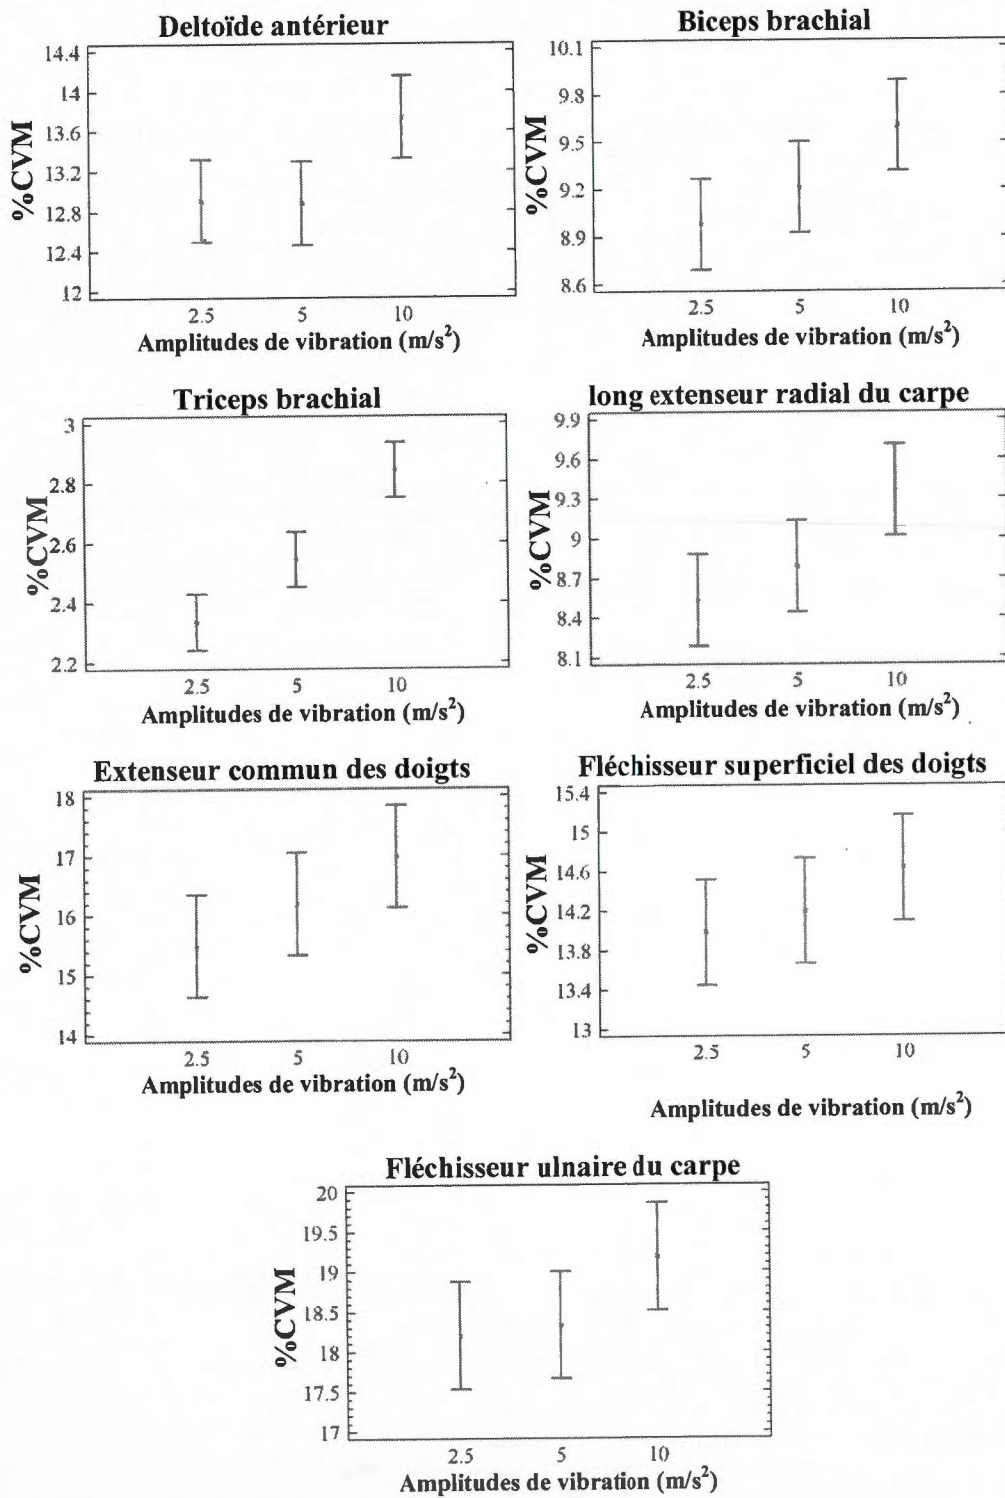 Deltoïde antérieur
%CVM
14.4
14
13.6
13.2
12.8
12.4
12
2.5 5 10
Amplitudes de vibration (m/s²)
Biceps brachial
%CVM
10.1
9.8
9.5
9.2
8.9
8.6
2.5 5 10
Amplitudes de vibration (m/s²)
Triceps brachial
%CVM
3
2.8
2.6
2.4
2.2
2.5 5 10
Amplitudes de vibration (m/s²)
long extenseur radial du carpe
%CVM
9.9
9.6
9.3
9
8.7
8.4
8.1
2.5 5 10
Amplitudes de vibration (m/s²)
Extenseur commun des doigts
%CVM
18
17
16
15
14
2.5 5 10
Amplitudes de vibration (m/s²)
Fléchisseur superficiel des doigts
%CVM
15.4
15
14.6
14.2
13.8
13.4
13
2.5 5 10
Amplitudes de vibration (m/s²)
Fléchisseur ulnaire du carpe
%CVM
20
19.5
19
18.5
18
17.5
17
2.5 5 10
Amplitudes de vibration (m/s²)